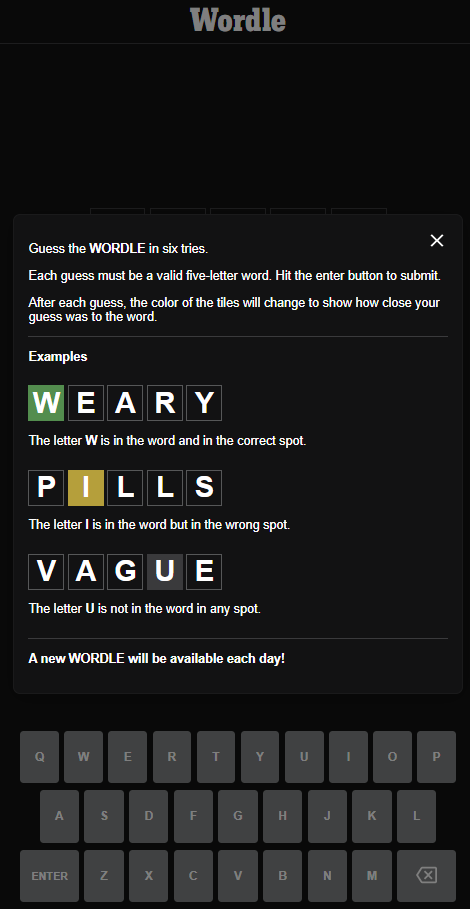 Wordle
Guess the WORDLE in six tries.
Each guess must be a valid five-letter word. Hit the enter button to submit.
After each guess, the color of the tiles will change to show how close your
guess was to the word.
Examples
W E A R Y
The letter W is in the word and in the correct spot.
P I L L S
The letter I is in the word but in the wrong spot.
V A G U E
The letter U is not in the word in any spot.
A new WORDLE will be available each day!
Q W E R T Y U I O P
A S D F G H J K L
ENTER Z X C V B N M